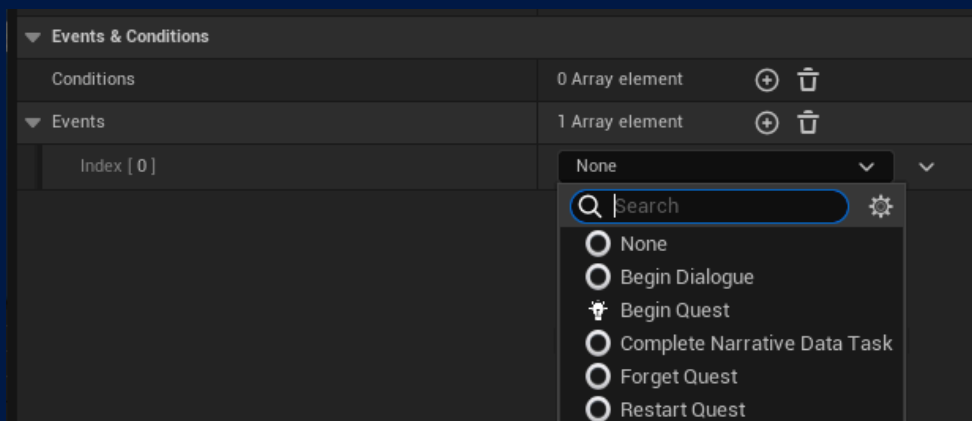 Events & Conditions
Conditions 0 Array element
Events 1 Array element
Index [ 0 ] None
Search
None
Begin Dialogue
Begin Quest
Complete Narrative Data Task
Forget Quest
Restart Quest